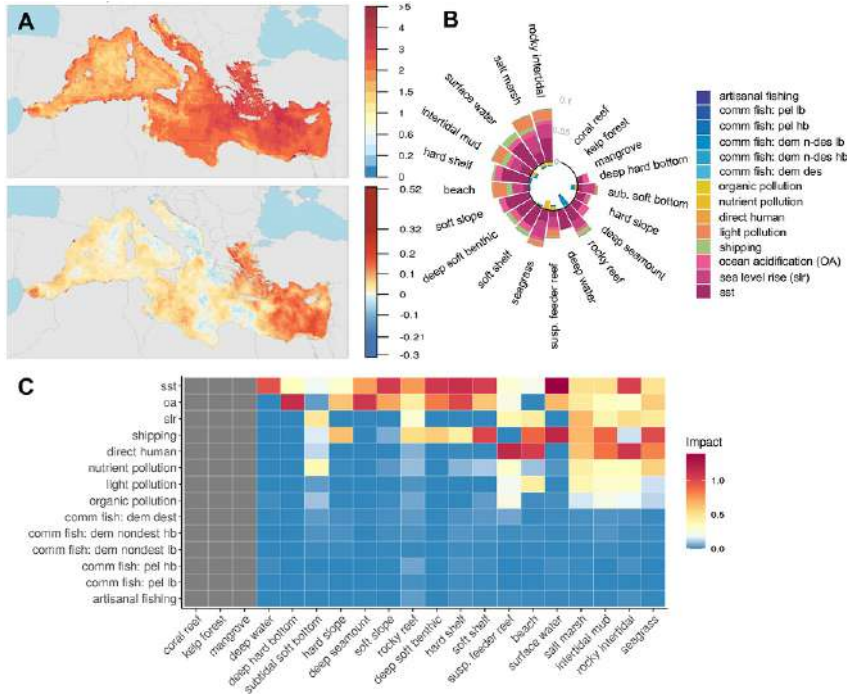 A
>5
5
4
3
2
1
0.6
0.2
0
0.52
0.32
0.2
0.1
0
-0.1
-0.21
-0.3
B
rocky intertidal
salt marsh
surface water
intertidal mud
hard shelf
beach
soft slope
deep soft benthic
soft shelf
seagrass
susp. feeder reef
deep water
rocky reef
deep seamount
hard slope
sub. soft bottom
deep hard bottom
mangrove
kelp forest
coral reef
0.1
0.05
0
artisanal fishing
comm fish: pel lb
comm fish: pel hb
comm fish: dem n-des lb
comm fish: dem n-des hb
comm fish: dem des
organic pollution
nutrient pollution
direct human
light pollution
shipping
ocean acidification (OA)
sea level rise (slr)
sst
C
sst
oa
slr
shipping
direct human
nutrient pollution
light pollution
organic pollution
comm fish: dem dest
comm fish: dem nondest hb
comm fish: dem nondest lb
comm fish: pel hb
comm fish: pel lb
artisanal fishing
coral reef
kelp forest
mangrove
deep water
deep hard bottom
subtidal soft bottom
hard slope
deep seamount
soft slope
rocky reef
deep soft benthic
hard shelf
soft shelf
susp. feeder reef
beach
surface water
salt marsh
intertidal mud
rocky intertidal
seagrass
Impact
1.0
0.5
0.0